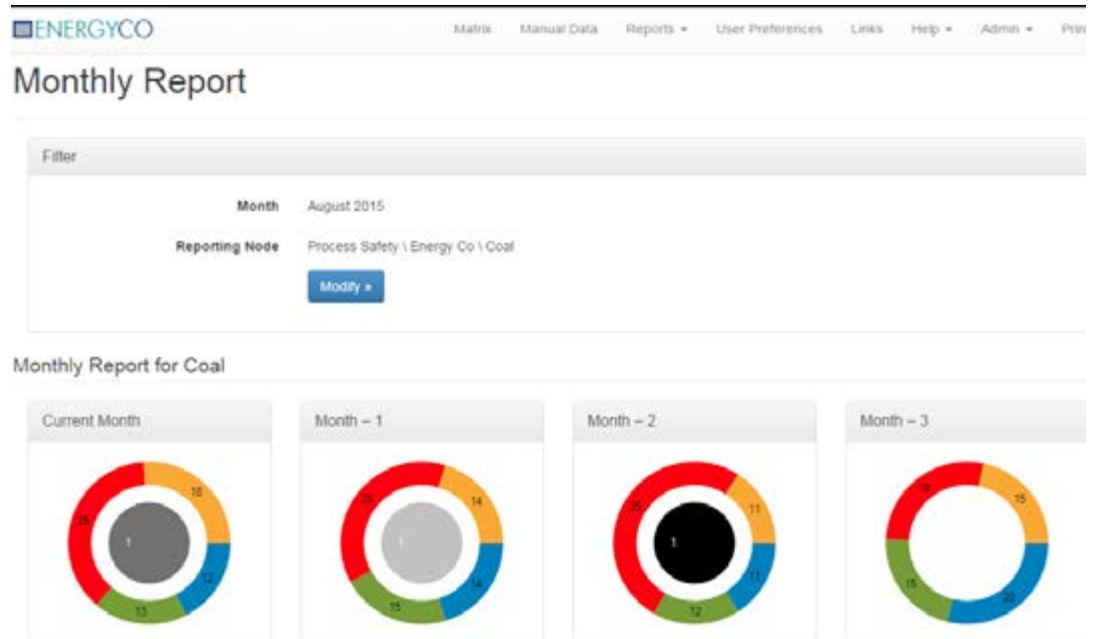 ENERGYCO
Matrix Manual Data Reports User Preferences Links Help Admin
Monthly Report
Filter
Month August 2015
Reporting Node Process Safety \ Energy Co \ Coal
Modify »
Monthly Report for Coal
Current Month Month – 1 Month – 2 Month – 3
14 11 15
1 1 1
12 14 11 20
13 15 12 15